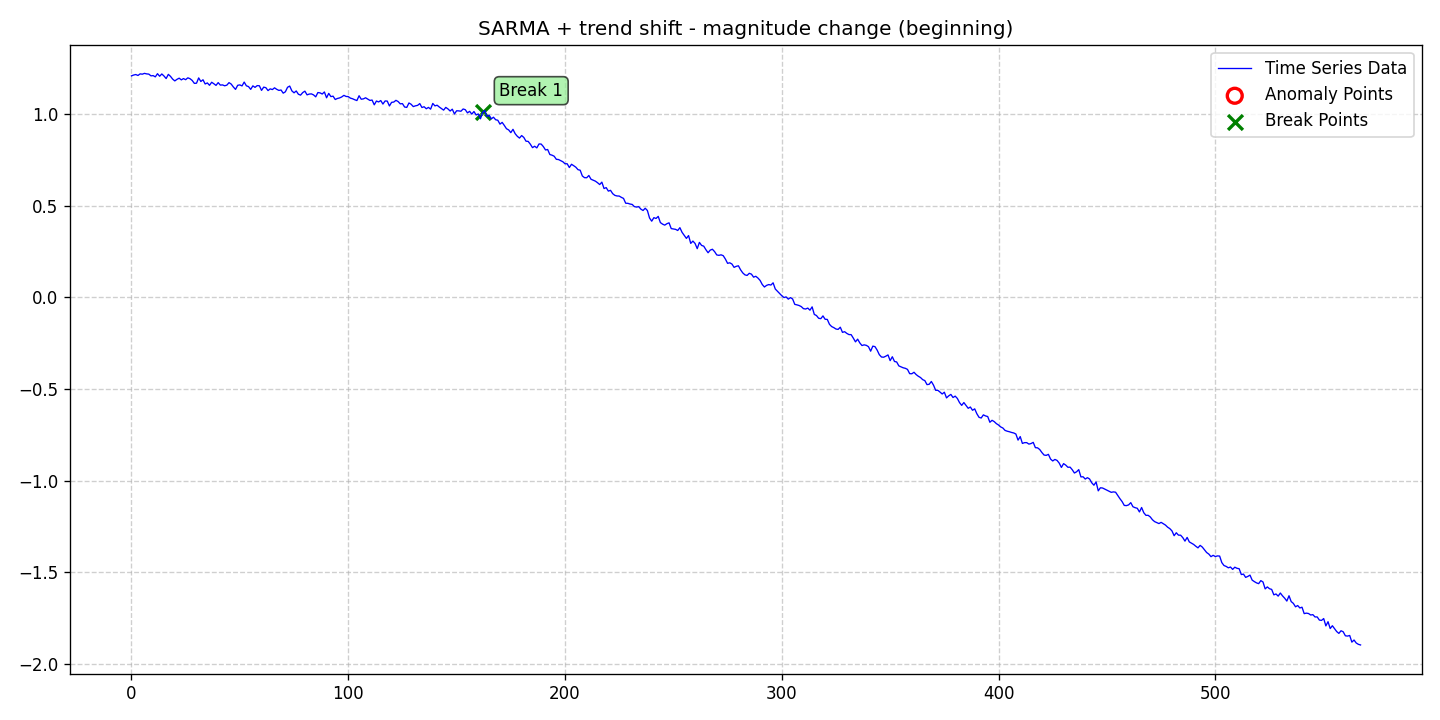 SARMA + trend shift - magnitude change (beginning)
Break 1
Time Series Data
Anomaly Points
Break Points
1.0
0.5
0.0
−0.5
−1.0
−1.5
−2.0
0 100 200 300 400 500